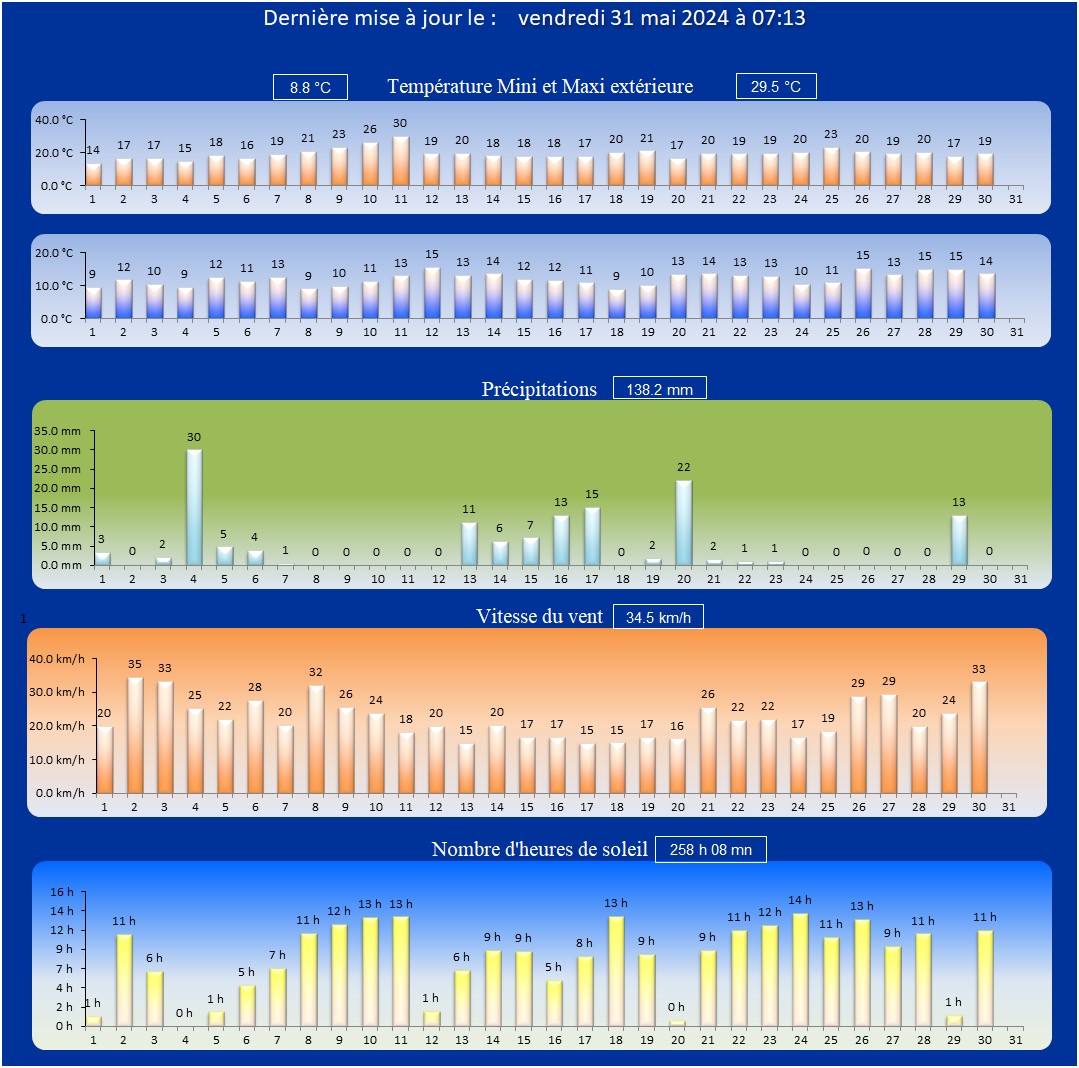 Dernière mise à jour le : vendredi 31 mai 2024 à 07:13
8.8 °C Température Mini et Maxi extérieure 29.5 °C
40.0 °C
20.0 °C
0.0 °C
14 17 17 15 18 16 19 21 23 26 30 19 20 18 18 18 17 20 21 17 20 19 19 20 23 20 19 20 17 19
1 2 3 4 5 6 7 8 9 10 11 12 13 14 15 16 17 18 19 20 21 22 23 24 25 26 27 28 29 30 31
20.0 °C
10.0 °C
0.0 °C
9 12 10 9 12 11 13 9 10 11 13 15 13 14 12 12 11 9 10 13 14 13 13 10 11 15 13 15 15 14
1 2 3 4 5 6 7 8 9 10 11 12 13 14 15 16 17 18 19 20 21 22 23 24 25 26 27 28 29 30 31
Précipitations 138.2 mm
35.0 mm
30.0 mm
25.0 mm
20.0 mm
15.0 mm
10.0 mm
5.0 mm
0.0 mm
3 0 2 30 5 4 1 0 0 0 0 0 11 6 7 13 15 0 2 22 2 1 1 0 0 0 0 0 13 0
1 2 3 4 5 6 7 8 9 10 11 12 13 14 15 16 17 18 19 20 21 22 23 24 25 26 27 28 29 30 31
1
Vitesse du vent 34.5 km/h
40.0 km/h
30.0 km/h
20.0 km/h
10.0 km/h
0.0 km/h
20 35 33 25 22 28 20 32 26 24 18 20 15 20 17 17 15 15 17 16 26 22 22 17 19 29 29 20 24 33
1 2 3 4 5 6 7 8 9 10 11 12 13 14 15 16 17 18 19 20 21 22 23 24 25 26 27 28 29 30 31
Nombre d'heures de soleil 258 h 08 mn
16 h
14 h
12 h
9 h
7 h
4 h
2 h
0 h
1 h 11 h 6 h 0 h 1 h 5 h 7 h 11 h 12 h 13 h 13 h 1 h 6 h 9 h 9 h 5 h 8 h 13 h 9 h 0 h 9 h 11 h 12 h 14 h 11 h 13 h 9 h 11 h 1 h 11 h
1 2 3 4 5 6 7 8 9 10 11 12 13 14 15 16 17 18 19 20 21 22 23 24 25 26 27 28 29 30 31